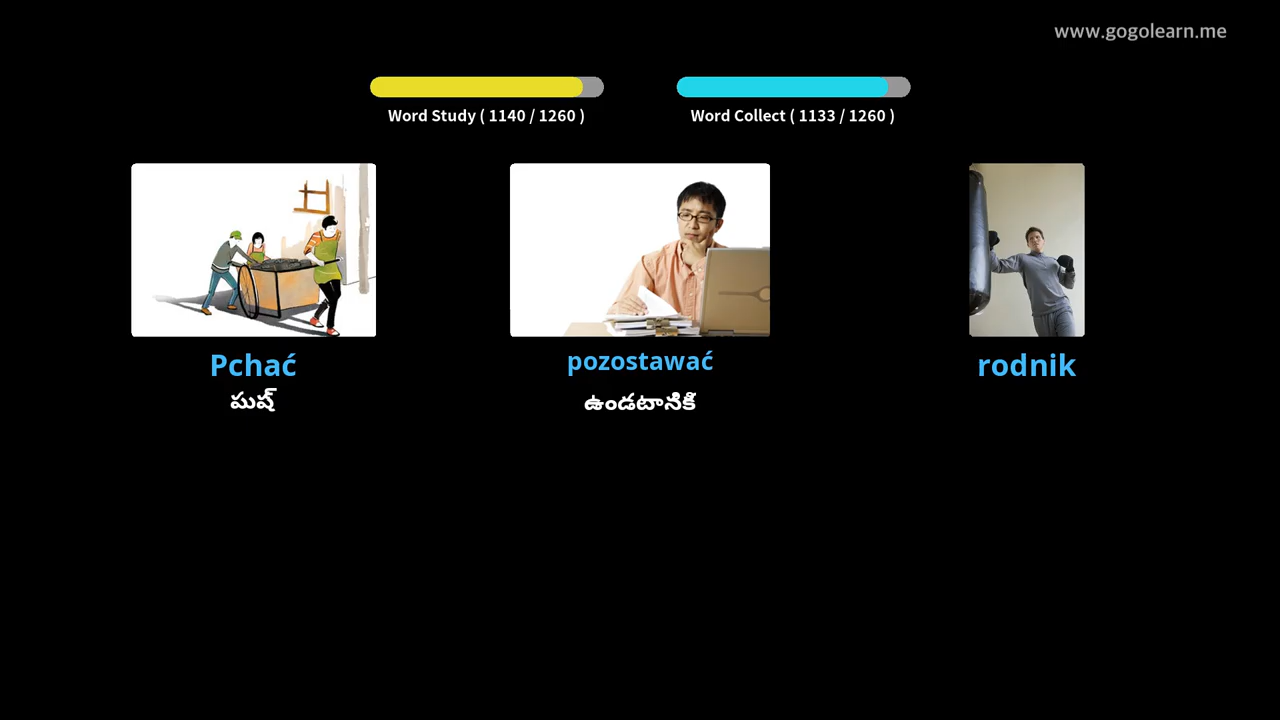 www.gogolearn.me
Word Study ( 1140 / 1260 )
Word Collect ( 1133 / 1260 )
Pchać
పుష్
pozostawać
ఉండటానికి
rodnik